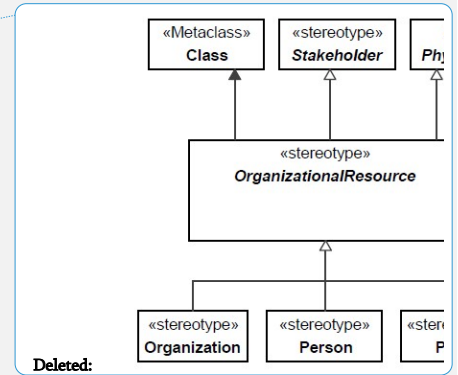 «Metaclass» «stereotype»
Class Stakeholder
«stereotype»
OrganizationalResource
«stereotype» «stereotype»
Organization Person
Deleted: